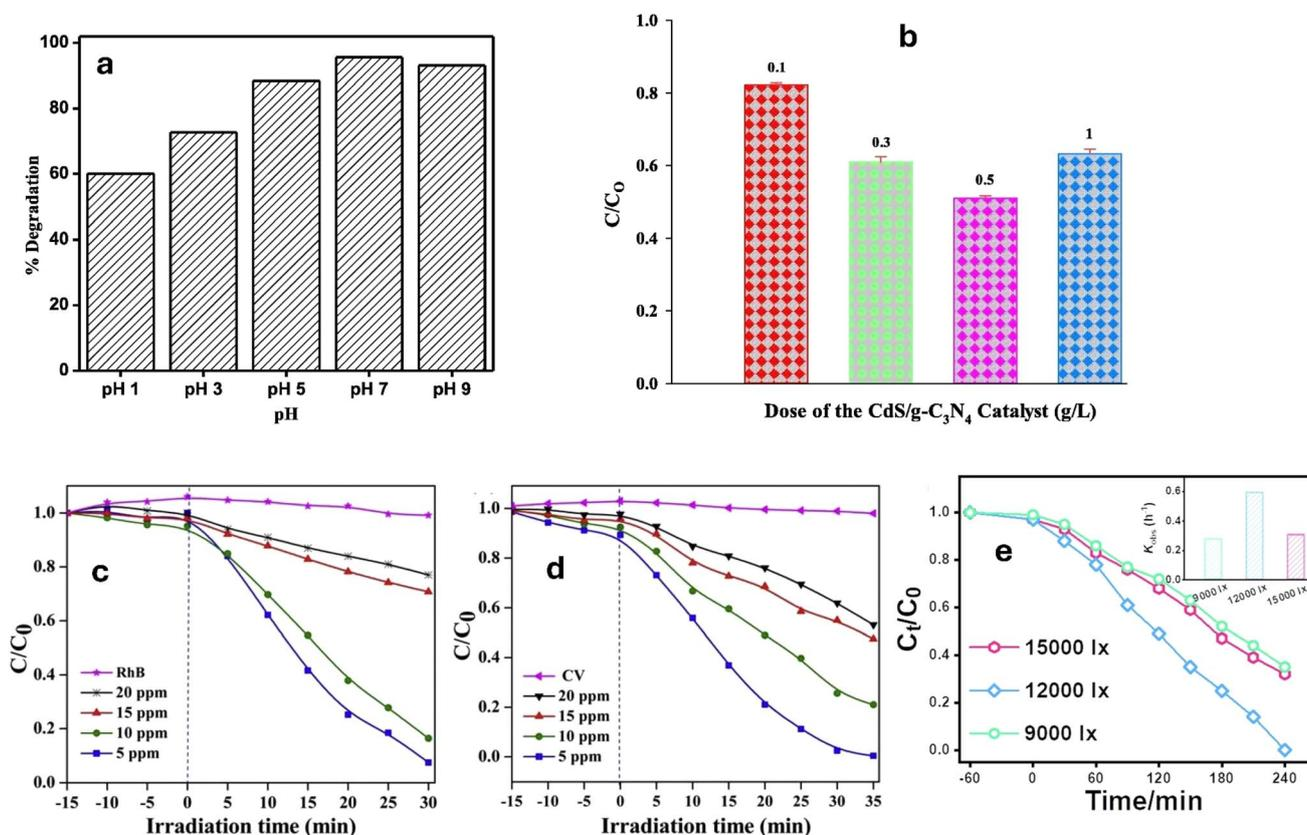 a
100
80
60
40
20
0
% Degradation
pH 1 pH 3 pH 5 pH 7 pH 9
pH
b
1.0
0.8
0.6
0.4
0.2
0.0
C/C₀
0.1
0.3
0.5
1
Dose of the CdS/g-C₃N₄ Catalyst (g/L)
c
1.0
0.8
0.6
0.4
0.2
0.0
C/C₀
RhB
20 ppm
15 ppm
10 ppm
5 ppm
-15 -10 -5 0 5 10 15 20 25 30
Irradiation time (min)
d
1.0
0.8
0.6
0.4
0.2
0.0
C/C₀
CV
20 ppm
15 ppm
10 ppm
5 ppm
-15 -10 -5 0 5 10 15 20 25 30 35
Irradiation time (min)
e
1.0
0.8
0.6
0.4
0.2
0.0
Cₜ/C₀
15000 lx
12000 lx
9000 lx
-60 0 60 120 180 240
Time/min
0.6
0.4
0.2
0.0
Kobs (h⁻¹)
9000 lx 12000 lx 15000 lx